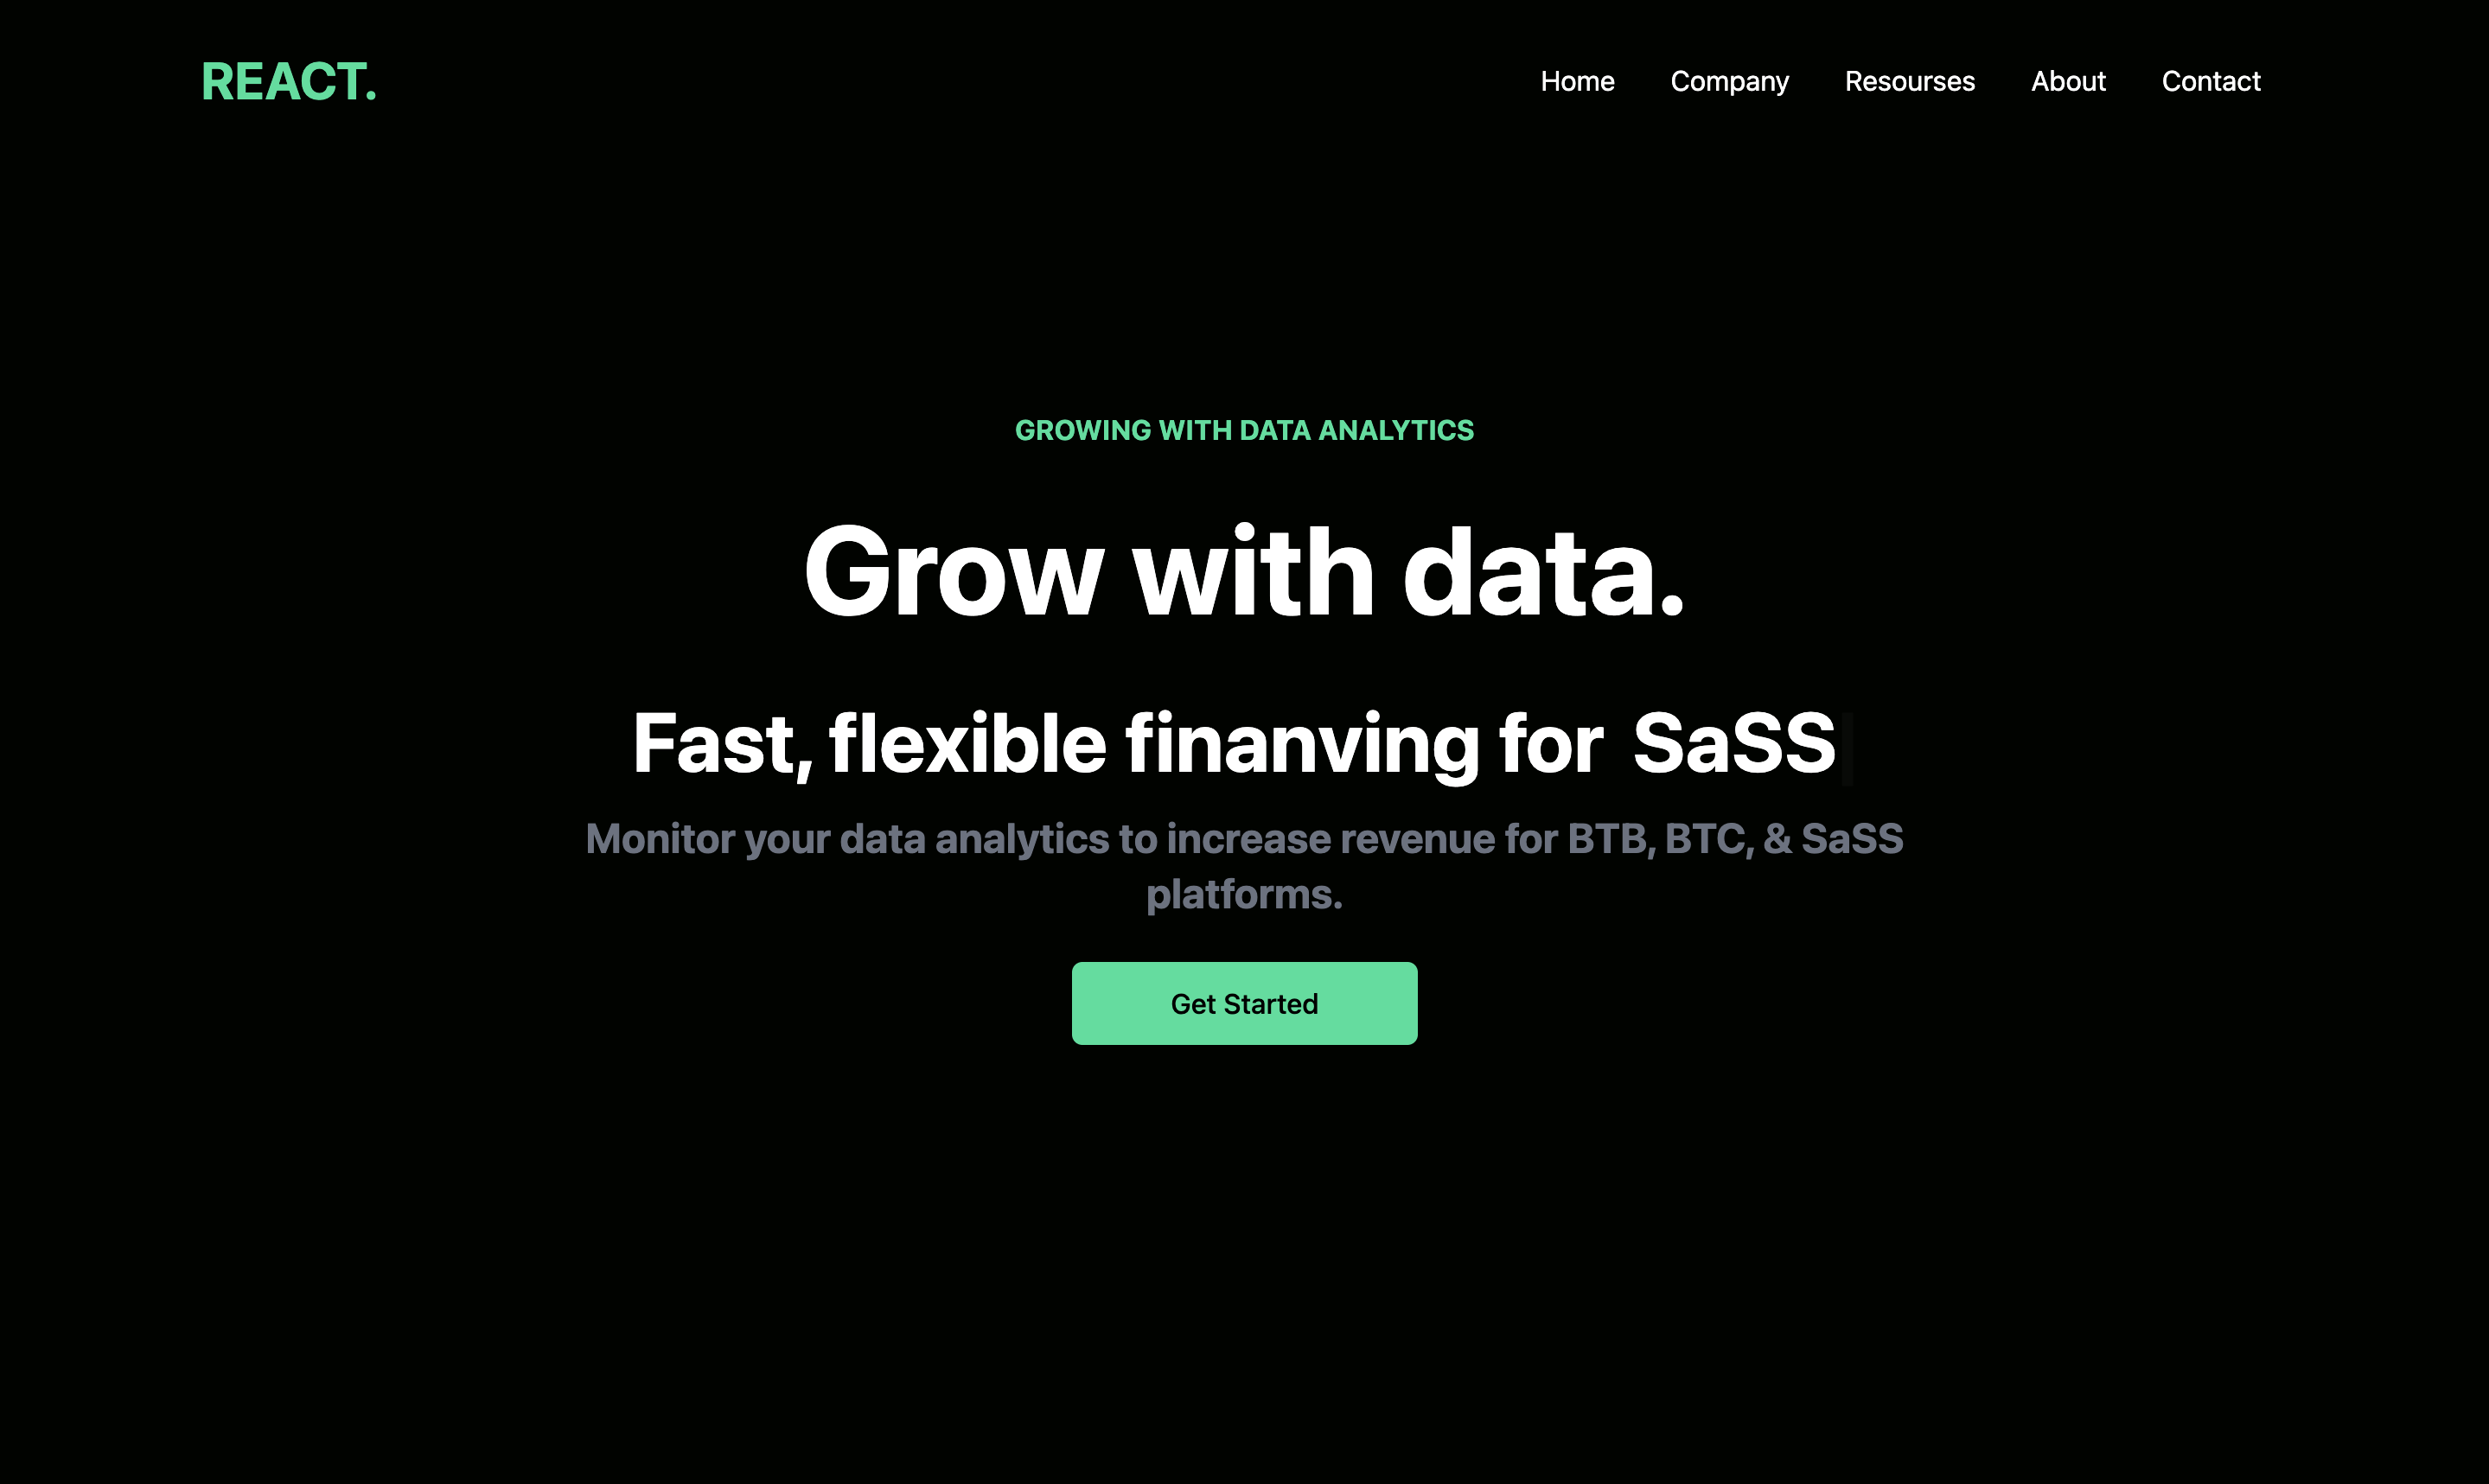 REACT.
Home Company Resourses About Contact
GROWING WITH DATA ANALYTICS
Grow with data.
Fast, flexible finanving for SaSS
Monitor your data analytics to increase revenue for BTB, BTC, & SaSS
platforms.
Get Started